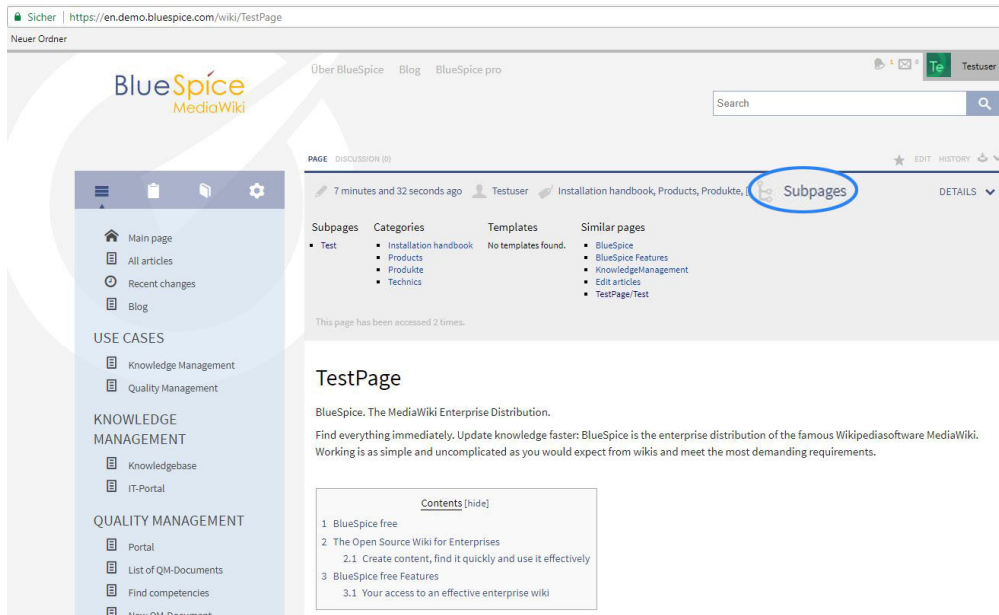 Sicher | https://en.demo.bluespice.com/wiki/TestPage
Neuer Ordner
BlueSpice
MediaWiki
Über BlueSpice Blog BlueSpice pro
1 0 Te Testuser
Search
PAGE DISCUSSION (0) EDIT HISTORY
7 minutes and 32 seconds ago Testuser Installation handbook, Products, Produkte, [ Subpages DETAILS
Subpages Categories Templates Similar pages
Test Installation handbook No templates found. BlueSpice
Products BlueSpice Features
Produkte KnowledgeManagement
Technics Edit articles
TestPage/Test
This page has been accessed 2 times.
Main page
All articles
Recent changes
Blog
USE CASES
Knowledge Management
Quality Management
KNOWLEDGE
MANAGEMENT
Knowledgebase
IT-Portal
QUALITY MANAGEMENT
Portal
List of QM-Documents
Find competencies
New QM-Document
TestPage
BlueSpice. The MediaWiki Enterprise Distribution.
Find everything immediately. Update knowledge faster: BlueSpice is the enterprise distribution of the famous Wikipediasoftware MediaWiki.
Working is as simple and uncomplicated as you would expect from wikis and meet the most demanding requirements.
Contents [hide]
1 BlueSpice free
2 The Open Source Wiki for Enterprises
2.1 Create content, find it quickly and use it effectively
3 BlueSpice free Features
3.1 Your access to an effective enterprise wiki